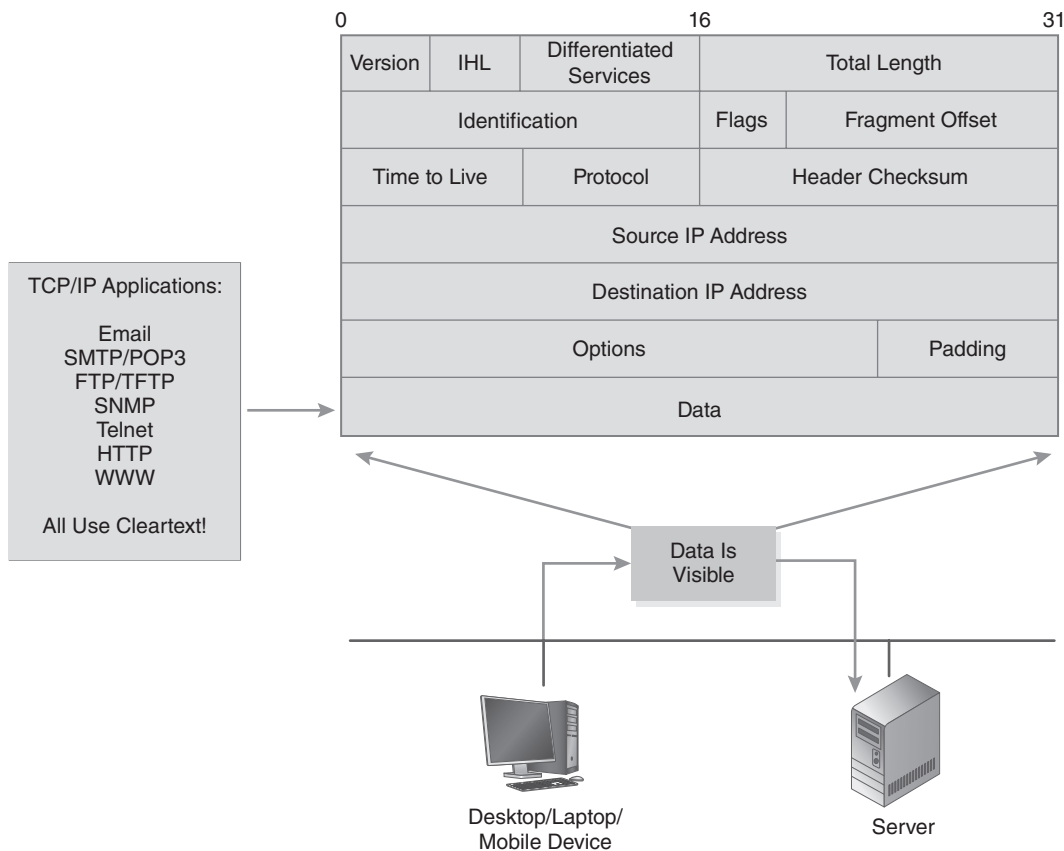 0 16 31
Version IHL Differentiated Services Total Length
Identification Flags Fragment Offset
Time to Live Protocol Header Checksum
Source IP Address
Destination IP Address
Options Padding
Data
TCP/IP Applications:
Email
SMTP/POP3
FTP/TFTP
SNMP
Telnet
HTTP
WWW
All Use Cleartext!
Data Is
Visible
Desktop/Laptop/
Mobile Device
Server